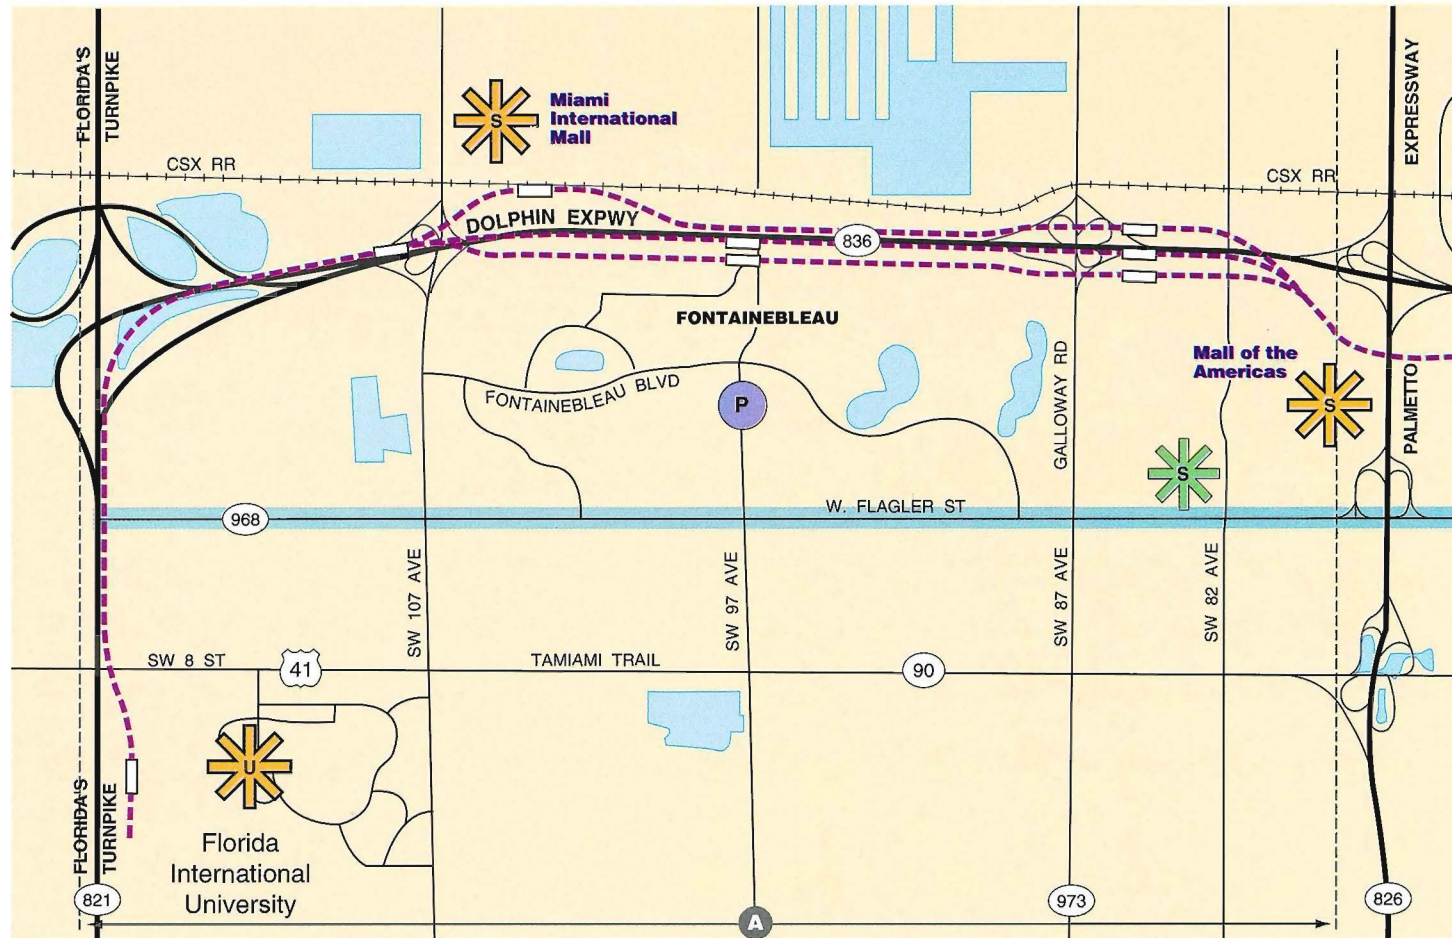 FLORIDA'S
TURNPIKE
S
Miami
International
Mall
EXPRESSWAY
CSX RR
CSX RR
DOLPHIN EXPWY
836
FONTAINEBLEAU
FONTAINEBLEAU BLVD
P
GALLOWAY RD
Mall of the
Americas
S
PALMETTO
S
968
W. FLAGLER ST
SW 107 AVE
SW 97 AVE
SW 87 AVE
SW 82 AVE
SW 8 ST
41
TAMIAMI TRAIL
90
U
FLORIDA'S
TURNPIKE
Florida
International
University
821
A
973
826